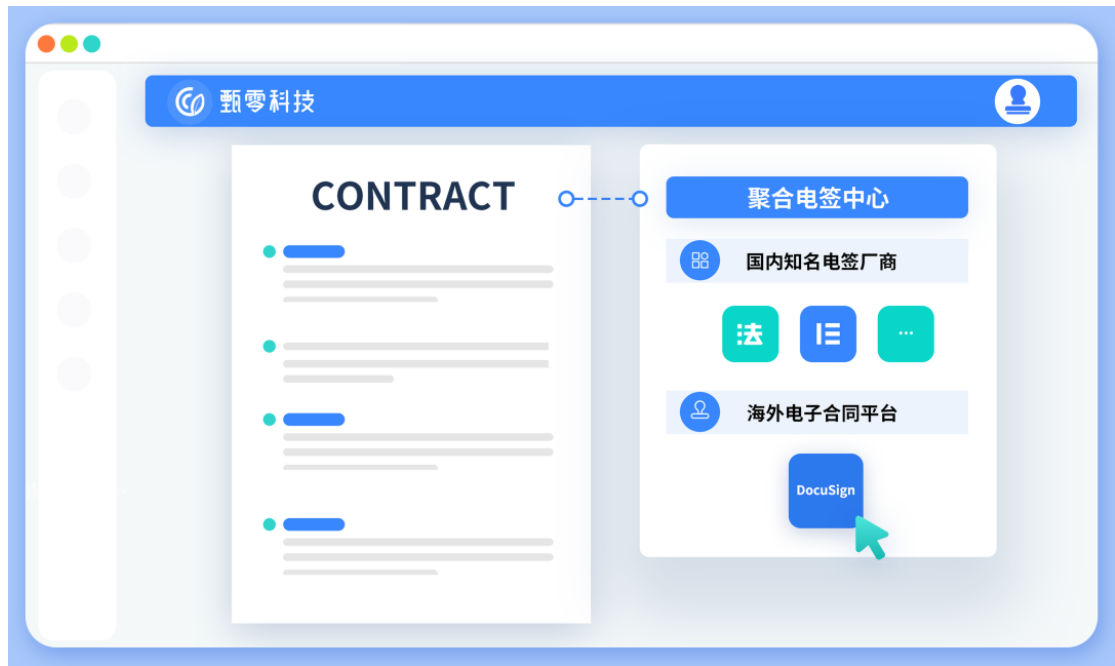 甄零科技
CONTRACT
聚合电签中心
国内知名电签厂商
法
...
海外电子合同平台
DocuSign